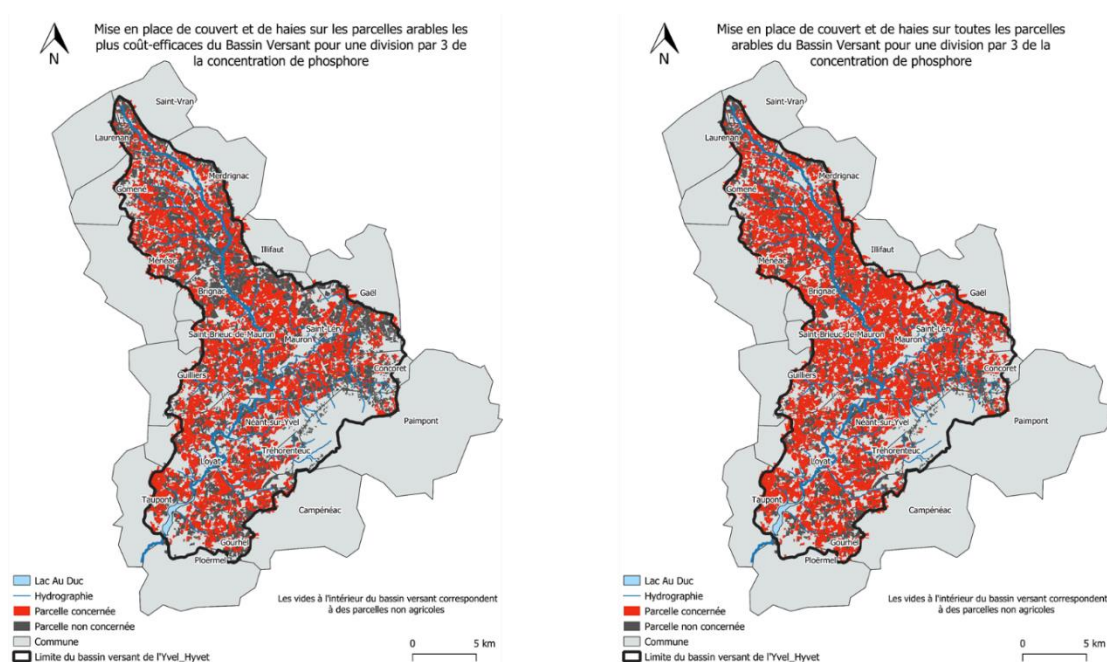 Mise en place de couvert et de haies sur les parcelles arables les
plus coût-efficaces du Bassin Versant pour une division par 3 de
la concentration de phosphore
N
Saint-Vran
Laurenan
Merdrignac
Gomené
Illifaut
Ménéac
Gaël
Brignac
Saint-Léry
Saint-Brieuc de Mauron
Mauron
Concoret
Guilliers
Paimpont
Néant-sur-Yvel
Tréhorenteuc
Loyat
Taupont
Campénéac
Gourhel
Ploërmel
Lac Au Duc
Hydrographie
Parcelle concernée
Parcelle non concernée
Commune
Limite du bassin versant de l'Yvel_Hyvet
Les vides à l'intérieur du bassin versant correspondent
à des parcelles non agricoles
0 5 km
Mise en place de couvert et de haies sur toutes les parcelles
arables du Bassin Versant pour une division par 3 de la
concentration de phosphore
N
Saint-Vran
Laurenan
Merdrignac
Gomené
Illifaut
Ménéac
Gaël
Brignac
Saint-Léry
Saint-Brieuc de Mauron
Mauron
Concoret
Guilliers
Paimpont
Néant-sur-Yvel
Tréhorenteuc
Loyat
Taupont
Campénéac
Gourhel
Ploërmel
Lac Au Duc
Hydrographie
Parcelle concernée
Parcelle non concernée
Commune
Limite du bassin versant de l'Yvel_Hyvet
Les vides à l'intérieur du bassin versant correspondent
à des parcelles non agricoles
0 5 km